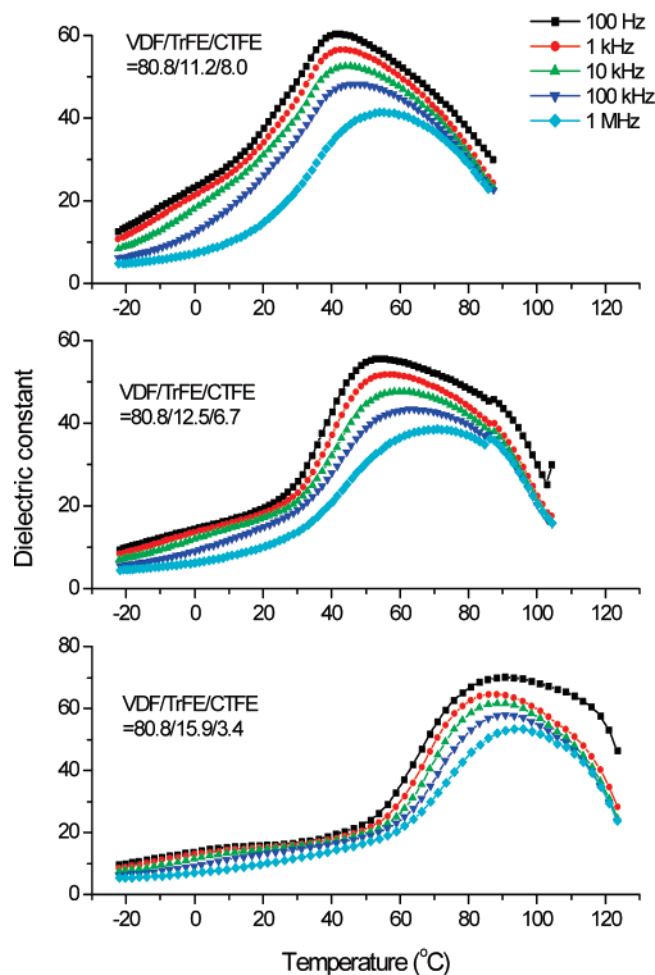 VDF/TrFE/CTFE
=80.8/11.2/8.0
100 Hz
1 kHz
10 kHz
100 kHz
1 MHz
60
40
20
0
-20 0 20 40 60 80 100 120
VDF/TrFE/CTFE
=80.8/12.5/6.7
60
40
20
0
-20 0 20 40 60 80 100 120
Dielectric constant
VDF/TrFE/CTFE
=80.8/15.9/3.4
80
60
40
20
0
-20 0 20 40 60 80 100 120
Temperature (°C)